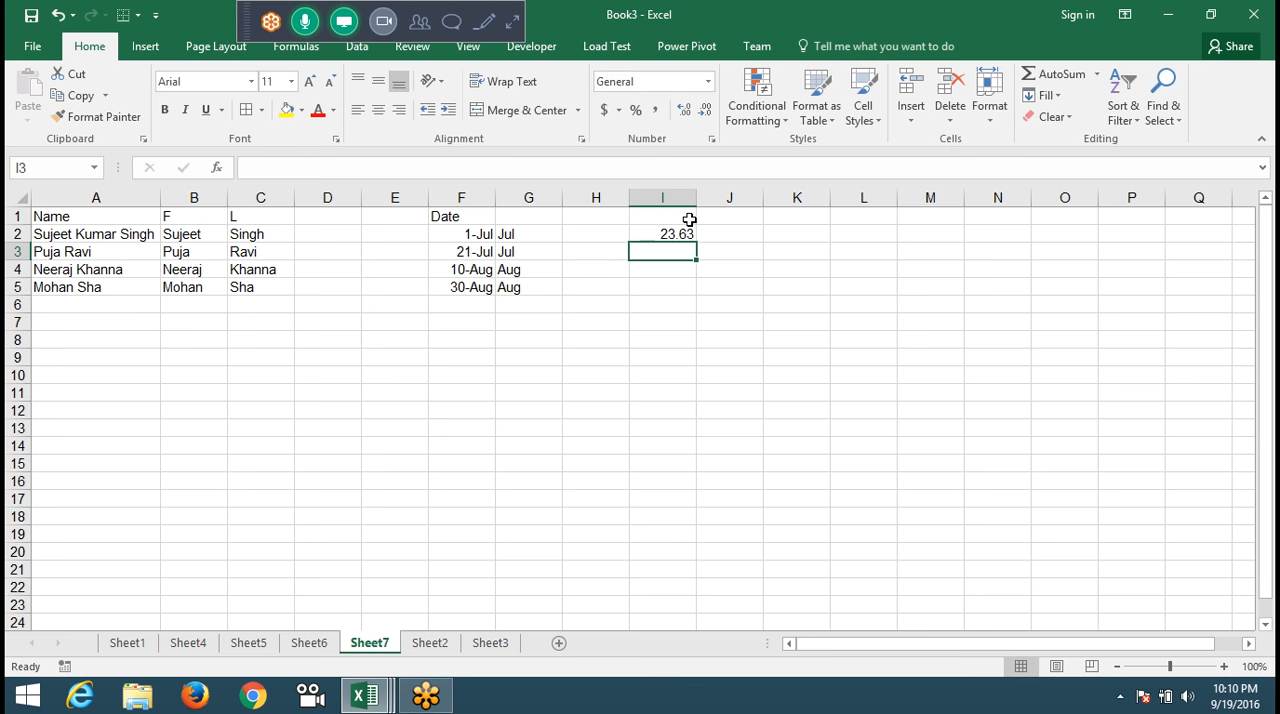 Book3 - Excel
Sign in
File Home Insert Page Layout Formulas Data Review View Developer Load Test Power Pivot Team Tell me what you want to do Share
Paste
Cut
Copy
Format Painter
Clipboard
Arial 11 A A
B I U A
Font
Wrap Text
Merge & Center
Alignment
General
$ % ,
Number
Conditional Formatting
Format as Table
Cell Styles
Styles
Insert
Delete
Format
Cells
AutoSum
Fill
Clear
Sort & Filter
Find & Select
Editing
I3 fx
A B C D E F G H I J K L M N O P Q
1 Name F L Date
2 Sujeet Kumar Singh Sujeet Singh 1-Jul Jul 23.63
3 Puja Ravi Puja Ravi 21-Jul Jul
4 Neeraj Khanna Neeraj Khanna 10-Aug Aug
5 Mohan Sha Mohan Sha 30-Aug Aug
6
7
8
9
10
11
12
13
14
15
16
17
18
19
20
21
22
23
24
Sheet1 Sheet4 Sheet5 Sheet6 Sheet7 Sheet2 Sheet3
Ready
100%
10:10 PM
9/19/2016